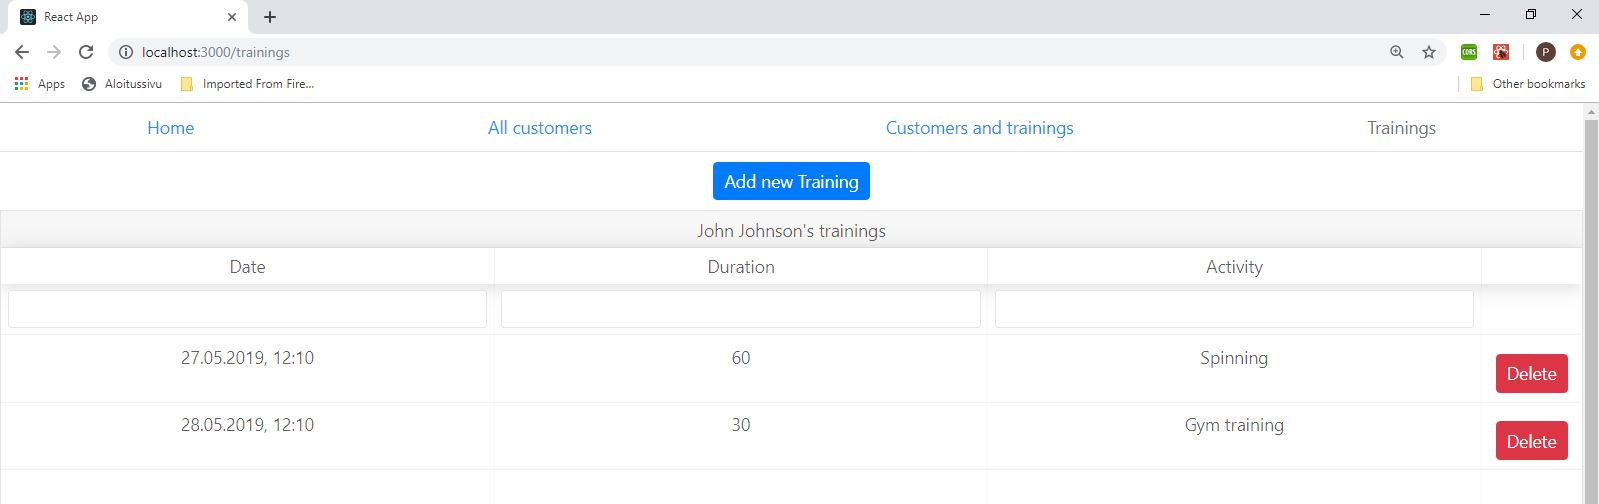 React App
localhost:3000/trainings
CORS
P
Apps Aloitussivu Imported From Fire... Other bookmarks
Home All customers Customers and trainings Trainings
Add new Training
John Johnson's trainings
Date Duration Activity
27.05.2019, 12:10 60 Spinning Delete
28.05.2019, 12:10 30 Gym training Delete